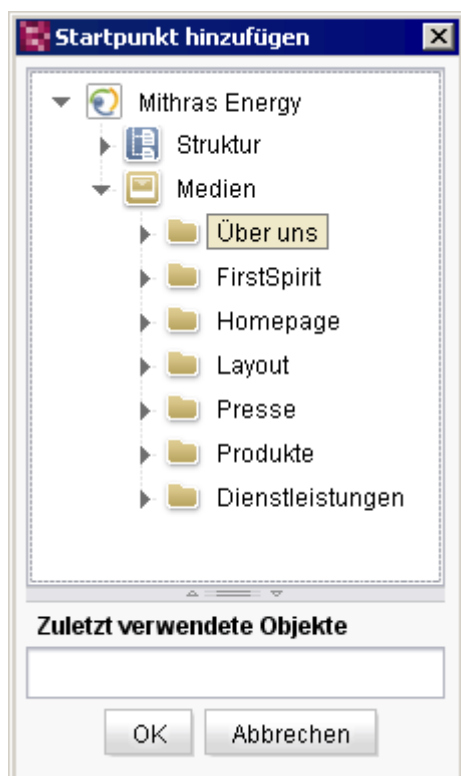 Startpunkt hinzufügen
Mithras Energy
Struktur
Medien
Über uns
FirstSpirit
Homepage
Layout
Presse
Produkte
Dienstleistungen
Zuletzt verwendete Objekte
OK Abbrechen